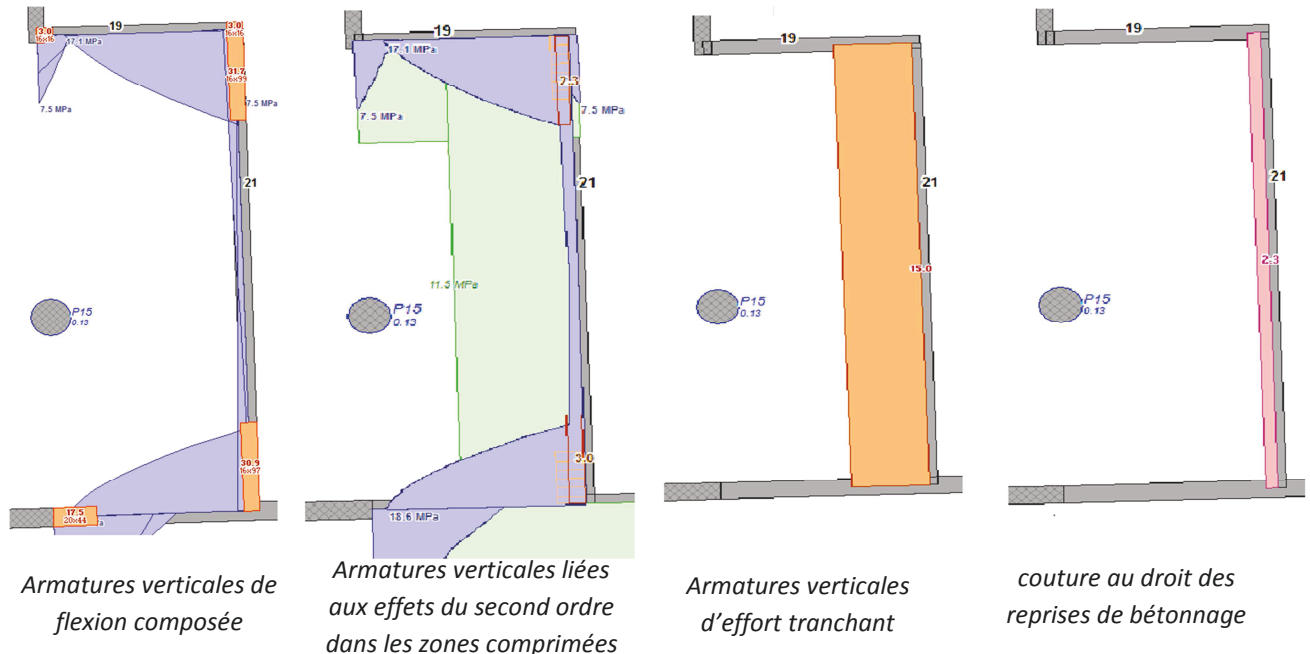 3.0
16x16
19
3.0
16x16
17.1 MPa
31.7
16x99
7.5 MPa
7.5 MPa
21
P15
0.13
30.9
16x97
17.5
20x44
19
17.1 MPa
2.3
7.5 MPa
7.5 MPa
21
11.5 MPa
P15
0.13
3.0
18.6 MPa
19
21
15.0
P15
0.13
19
21
2.3
P15
0.13
Armatures verticales de
flexion composée
Armatures verticales liées
aux effets du second ordre
dans les zones comprimées
Armatures verticales
d’effort tranchant
couture au droit des
reprises de bétonnage